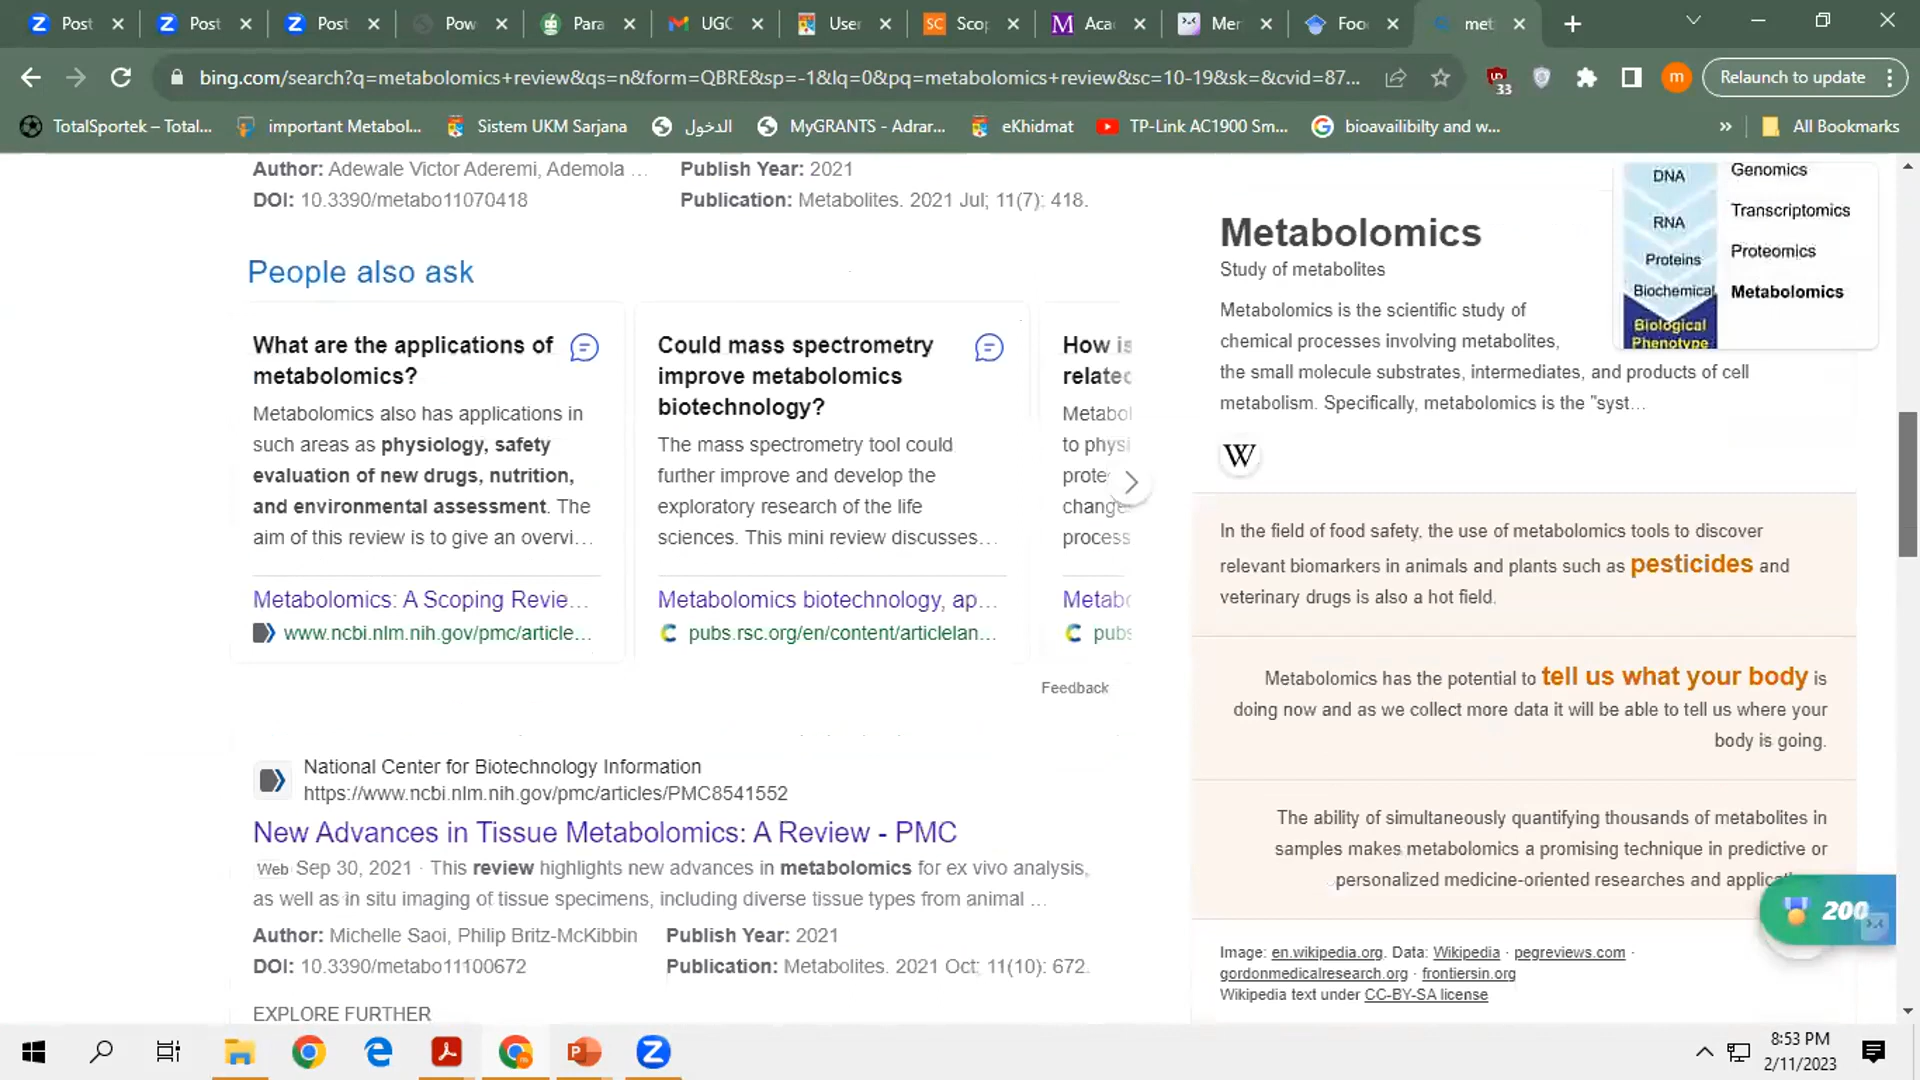 Post
Post
Post
Pow
Para
UGC
User
Scop
Aca
Mer
Foo
met
bing.com/search?q=metabolomics+review&qs=n&form=QBRE&sp=-1&lq=0&pq=metabolomics+review&sc=10-19&sk=&cvid=87...
33
m
Relaunch to update
TotalSportek – Total...
important Metabol...
Sistem UKM Sarjana
الدخول
MyGRANTS - Adrar...
eKhidmat
TP-Link AC1900 Sm...
bioavailibilty and w...
»
All Bookmarks
Author: Adewale Victor Aderemi, Ademola ...
Publish Year: 2021
DOI: 10.3390/metabo11070418
Publication: Metabolites. 2021 Jul; 11(7): 418.
People also ask
What are the applications of
metabolomics?
Metabolomics also has applications in
such areas as physiology, safety
evaluation of new drugs, nutrition,
and environmental assessment. The
aim of this review is to give an overvi...
Metabolomics: A Scoping Revie...
www.ncbi.nlm.nih.gov/pmc/article...
Could mass spectrometry
improve metabolomics
biotechnology?
The mass spectrometry tool could
further improve and develop the
exploratory research of the life
sciences. This mini review discusses...
Metabolomics biotechnology, ap...
pubs.rsc.org/en/content/articlelan...
How is
related
Metabol
to physi
prote
change
process
Metabo
pubs
Feedback
National Center for Biotechnology Information
https://www.ncbi.nlm.nih.gov/pmc/articles/PMC8541552
New Advances in Tissue Metabolomics: A Review - PMC
Web Sep 30, 2021 · This review highlights new advances in metabolomics for ex vivo analysis,
as well as in situ imaging of tissue specimens, including diverse tissue types from animal ...
Author: Michelle Saoi, Philip Britz-McKibbin
Publish Year: 2021
DOI: 10.3390/metabo11100672
Publication: Metabolites. 2021 Oct; 11(10): 672.
EXPLORE FURTHER
Metabolomics
Study of metabolites
Metabolomics is the scientific study of
chemical processes involving metabolites,
the small molecule substrates, intermediates, and products of cell
metabolism. Specifically, metabolomics is the "syst...
DNA
Genomics
RNA
Transcriptomics
Proteins
Proteomics
Biochemical
Metabolomics
Biological
Phenotype
W
In the field of food safety, the use of metabolomics tools to discover
relevant biomarkers in animals and plants such as pesticides and
veterinary drugs is also a hot field.
Metabolomics has the potential to tell us what your body is
doing now and as we collect more data it will be able to tell us where your
body is going.
The ability of simultaneously quantifying thousands of metabolites in
samples makes metabolomics a promising technique in predictive or
personalized medicine-oriented researches and applicati
200
Image: en.wikipedia.org. Data: Wikipedia · pegreviews.com ·
gordonmedicalresearch.org · frontiersin.org
Wikipedia text under CC-BY-SA license
8:53 PM
2/11/2023